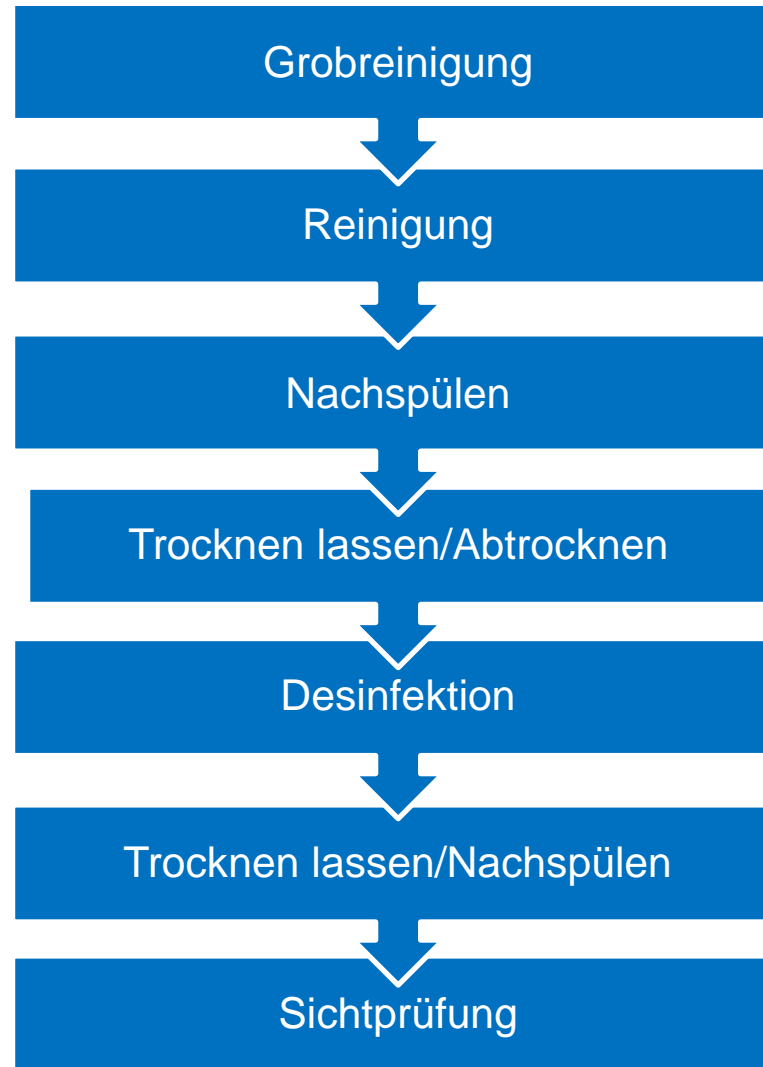 Grobreinigung
Reinigung
Nachspülen
Trocknen lassen/Abtrocknen
Desinfektion
Trocknen lassen/Nachspülen
Sichtprüfung